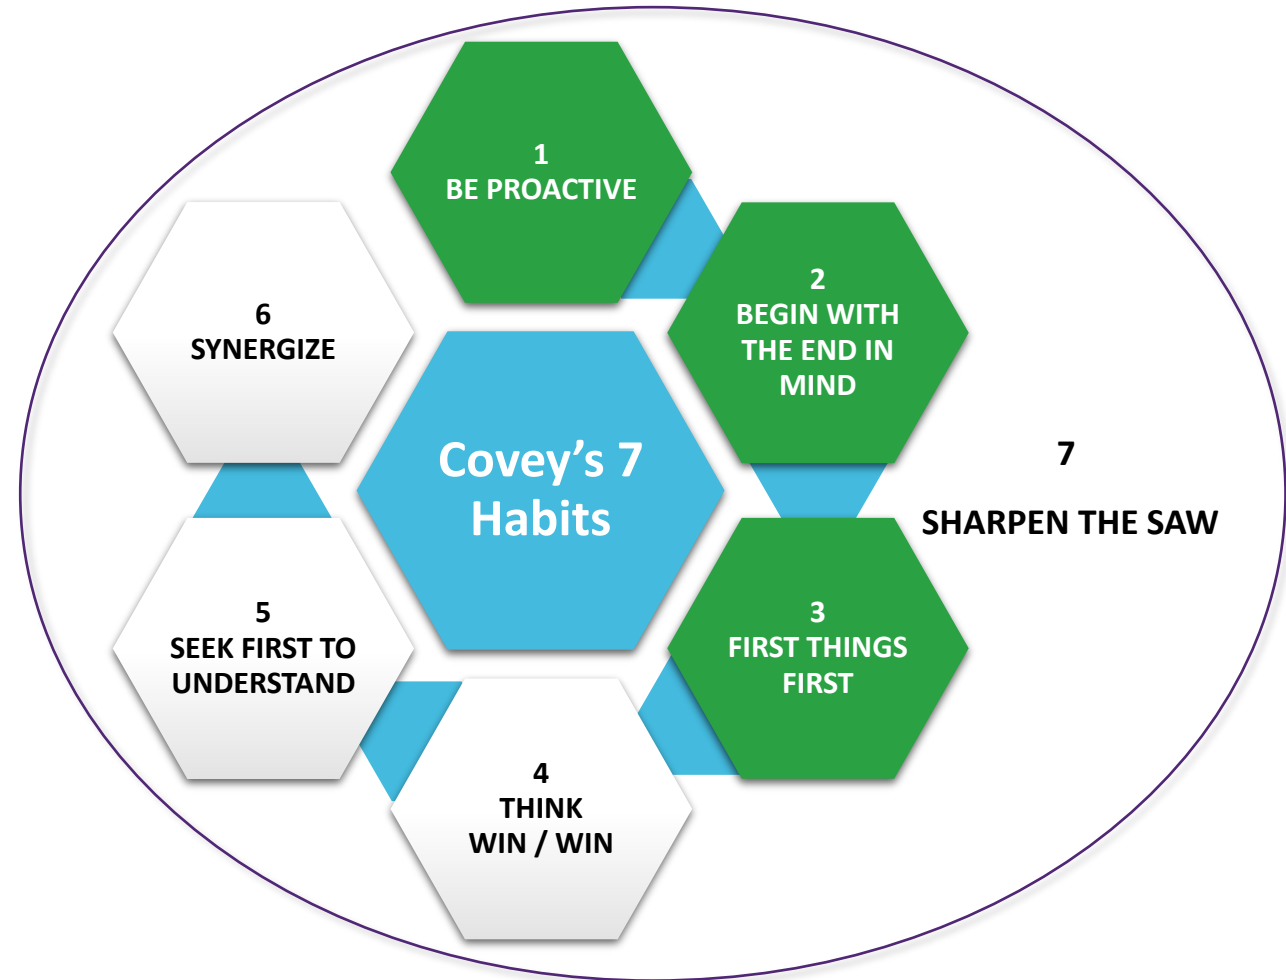 1
BE PROACTIVE
2
BEGIN WITH
THE END IN
MIND
3
FIRST THINGS
FIRST
4
THINK
WIN / WIN
5
SEEK FIRST TO
UNDERSTAND
6
SYNERGIZE
Covey’s 7
Habits
7
SHARPEN THE SAW